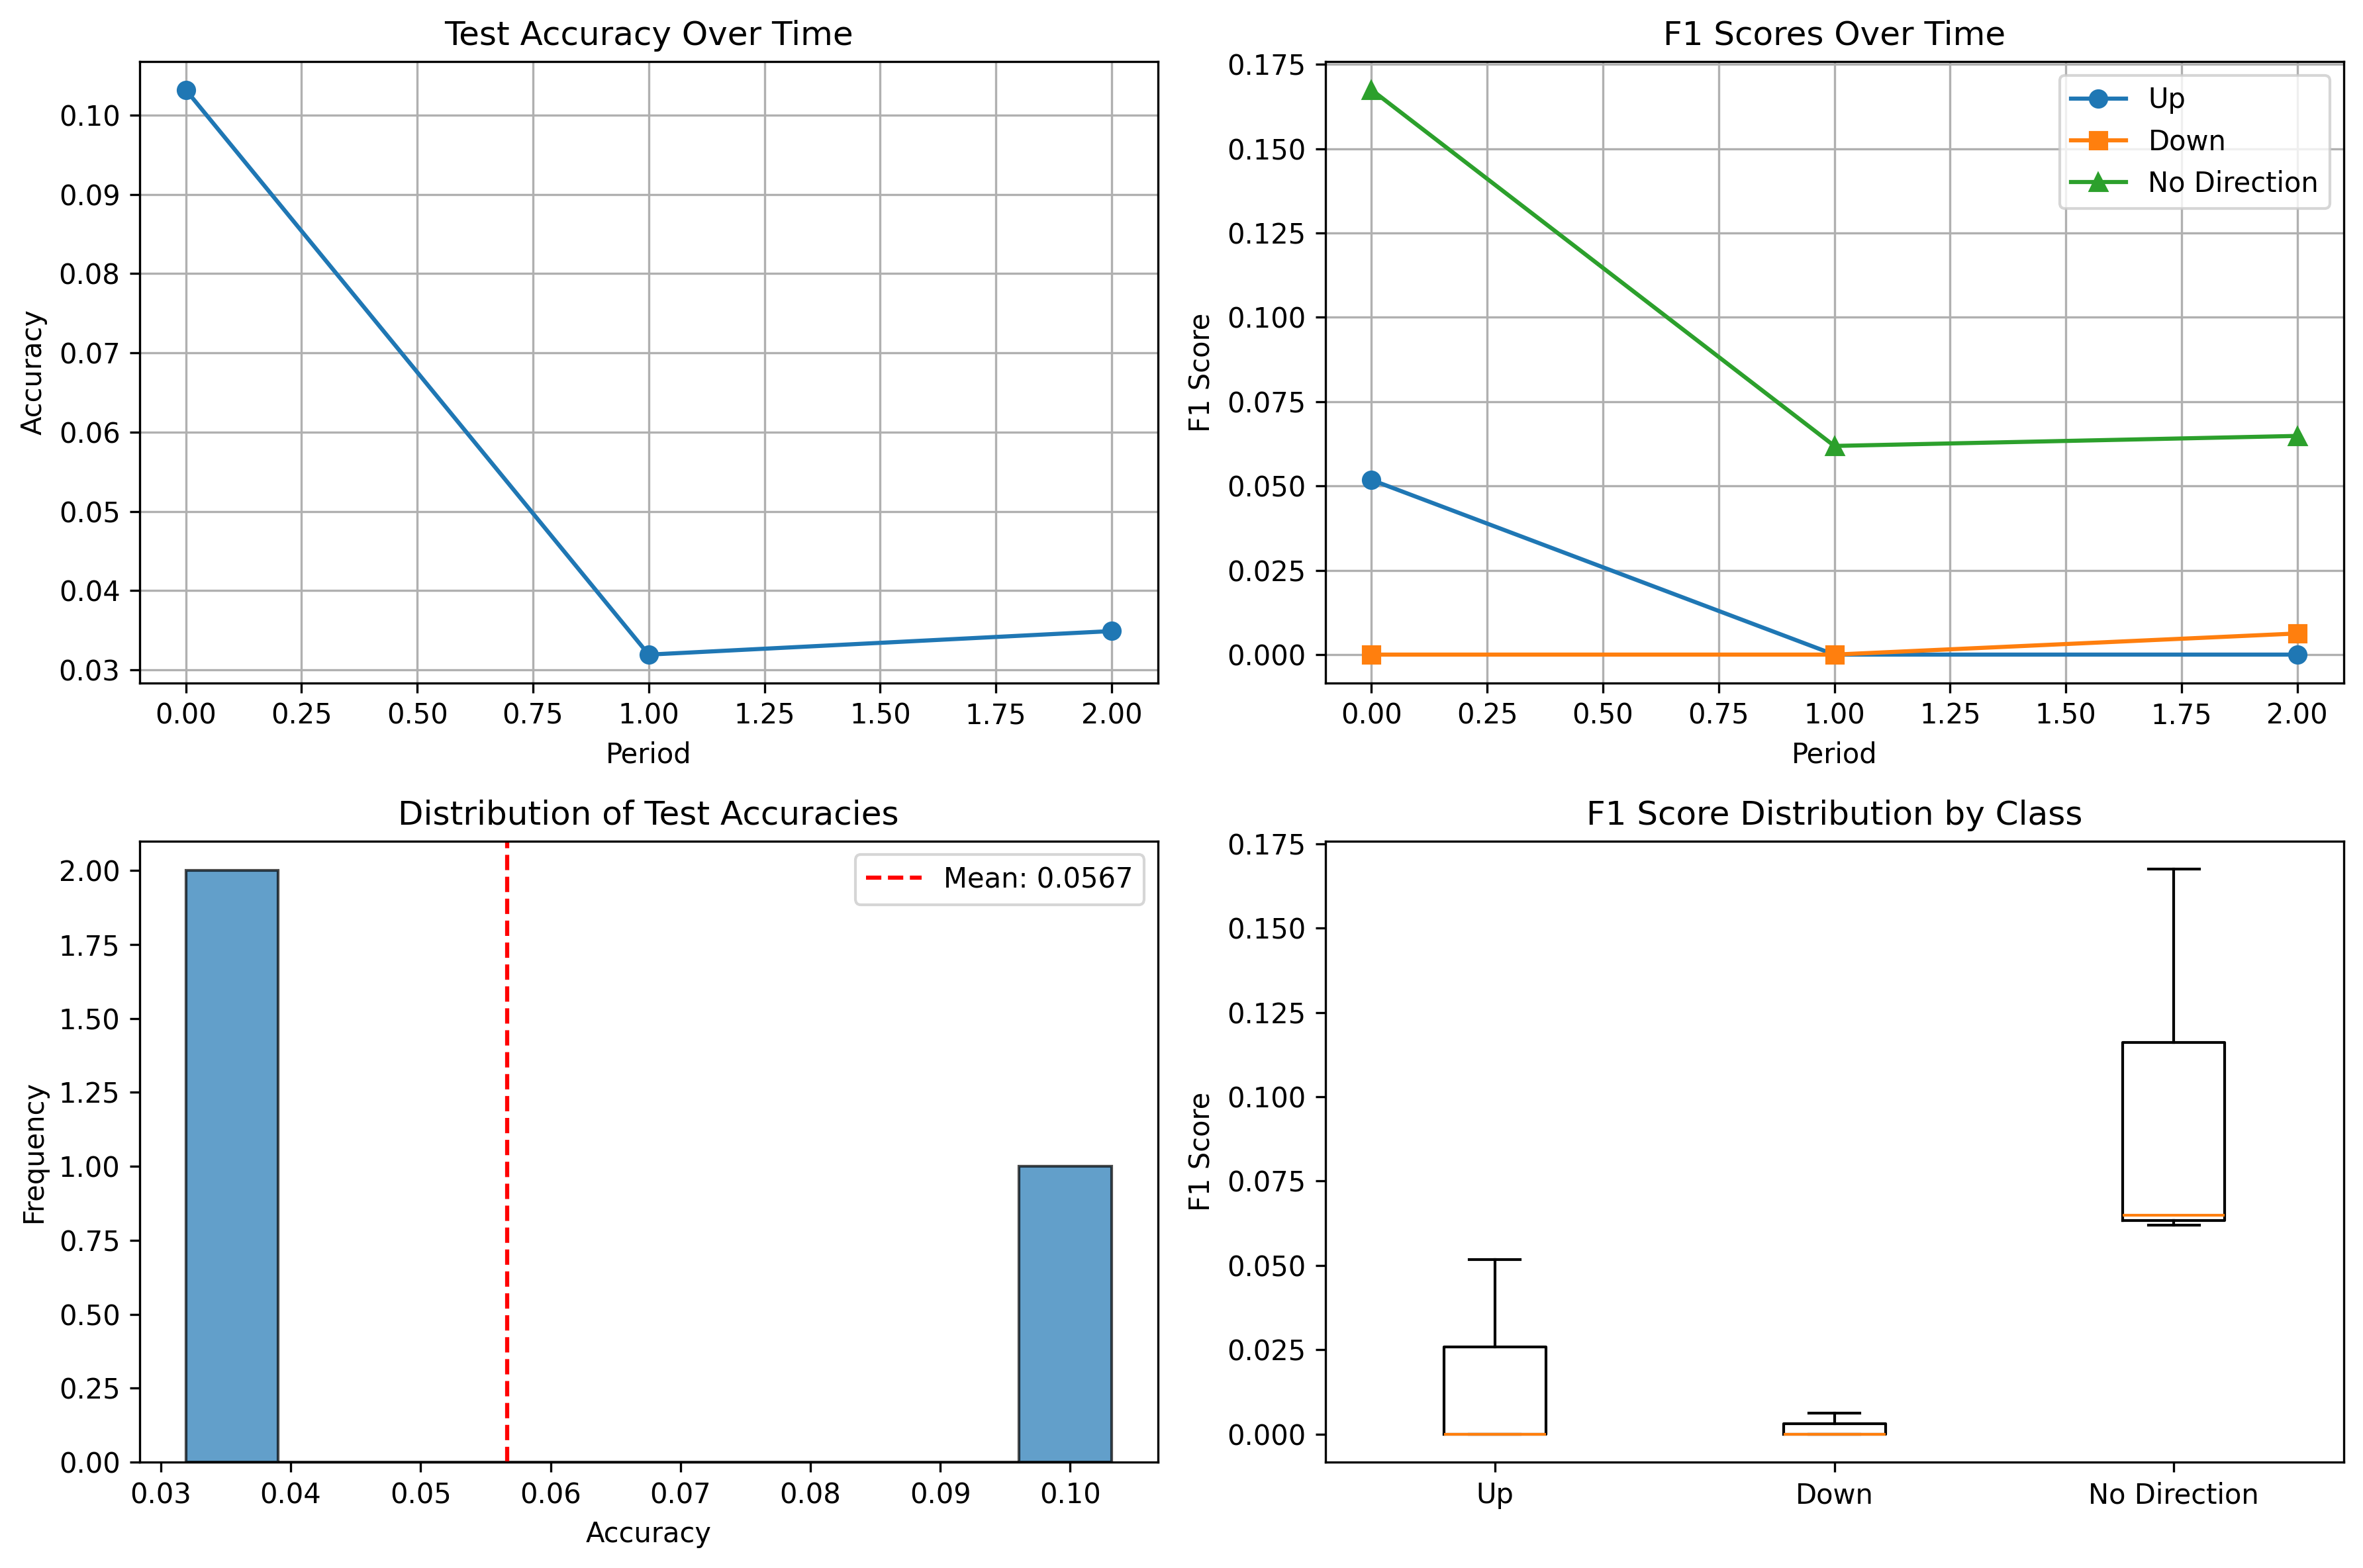 Test Accuracy Over Time
Accuracy
0.10
0.09
0.08
0.07
0.06
0.05
0.04
0.03
0.00 0.25 0.50 0.75 1.00 1.25 1.50 1.75 2.00
Period
F1 Scores Over Time
F1 Score
0.175
0.150
0.125
0.100
0.075
0.050
0.025
0.000
Up
Down
No Direction
0.00 0.25 0.50 0.75 1.00 1.25 1.50 1.75 2.00
Period
Distribution of Test Accuracies
Frequency
2.00
1.75
1.50
1.25
1.00
0.75
0.50
0.25
0.00
Mean: 0.0567
0.03 0.04 0.05 0.06 0.07 0.08 0.09 0.10
Accuracy
F1 Score Distribution by Class
F1 Score
0.175
0.150
0.125
0.100
0.075
0.050
0.025
0.000
Up Down No Direction